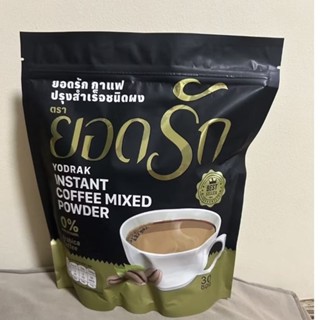 ยอดรัก กาแฟ
ปรุงสำเร็จชนิดผง
ตรา
ยอดรัก
YODRAK
INSTANT
COFFEE MIXED
POWDER
BEST
0%